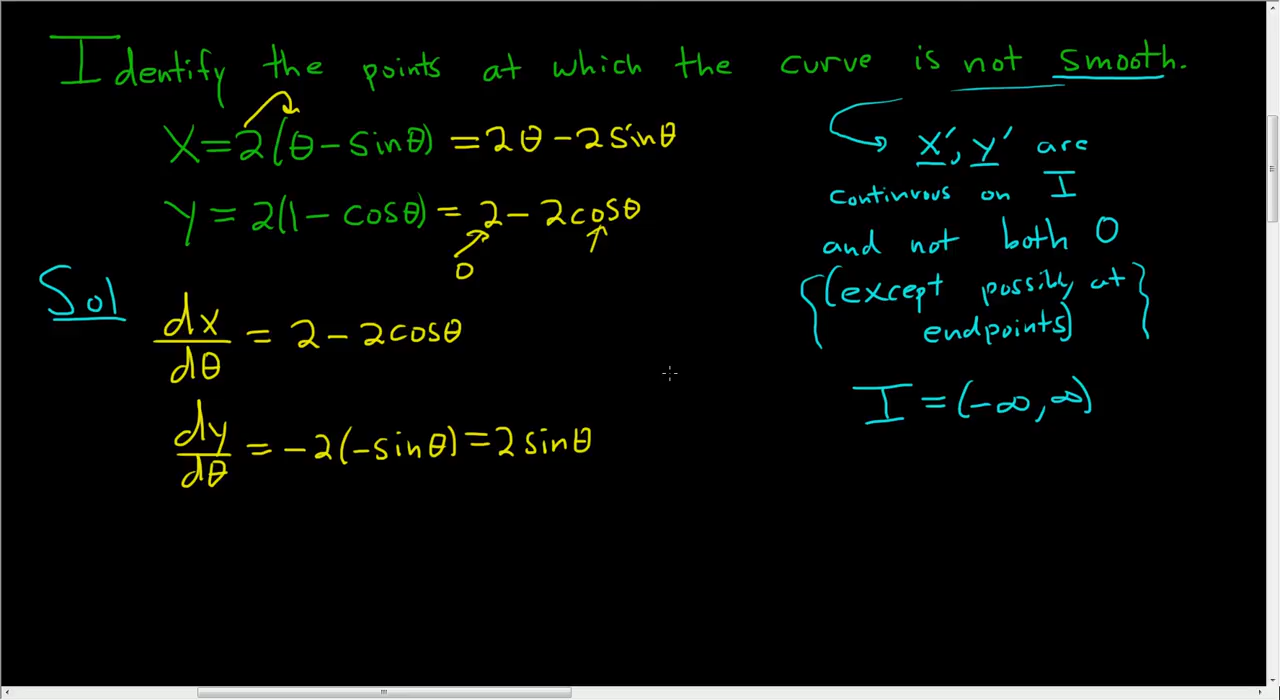 Identify the points at which the curve is not smooth.
X = 2(θ - sinθ) = 2θ - 2sinθ
Y = 2(1 - cosθ) = 2 - 2cosθ
0
X', Y' are
continuous on I
and not both 0
{(except possibly at
endpoints)}
I = (-∞, ∞)
Sol
dx/dθ = 2 - 2cosθ
dy/dθ = -2(-sinθ) = 2sinθ